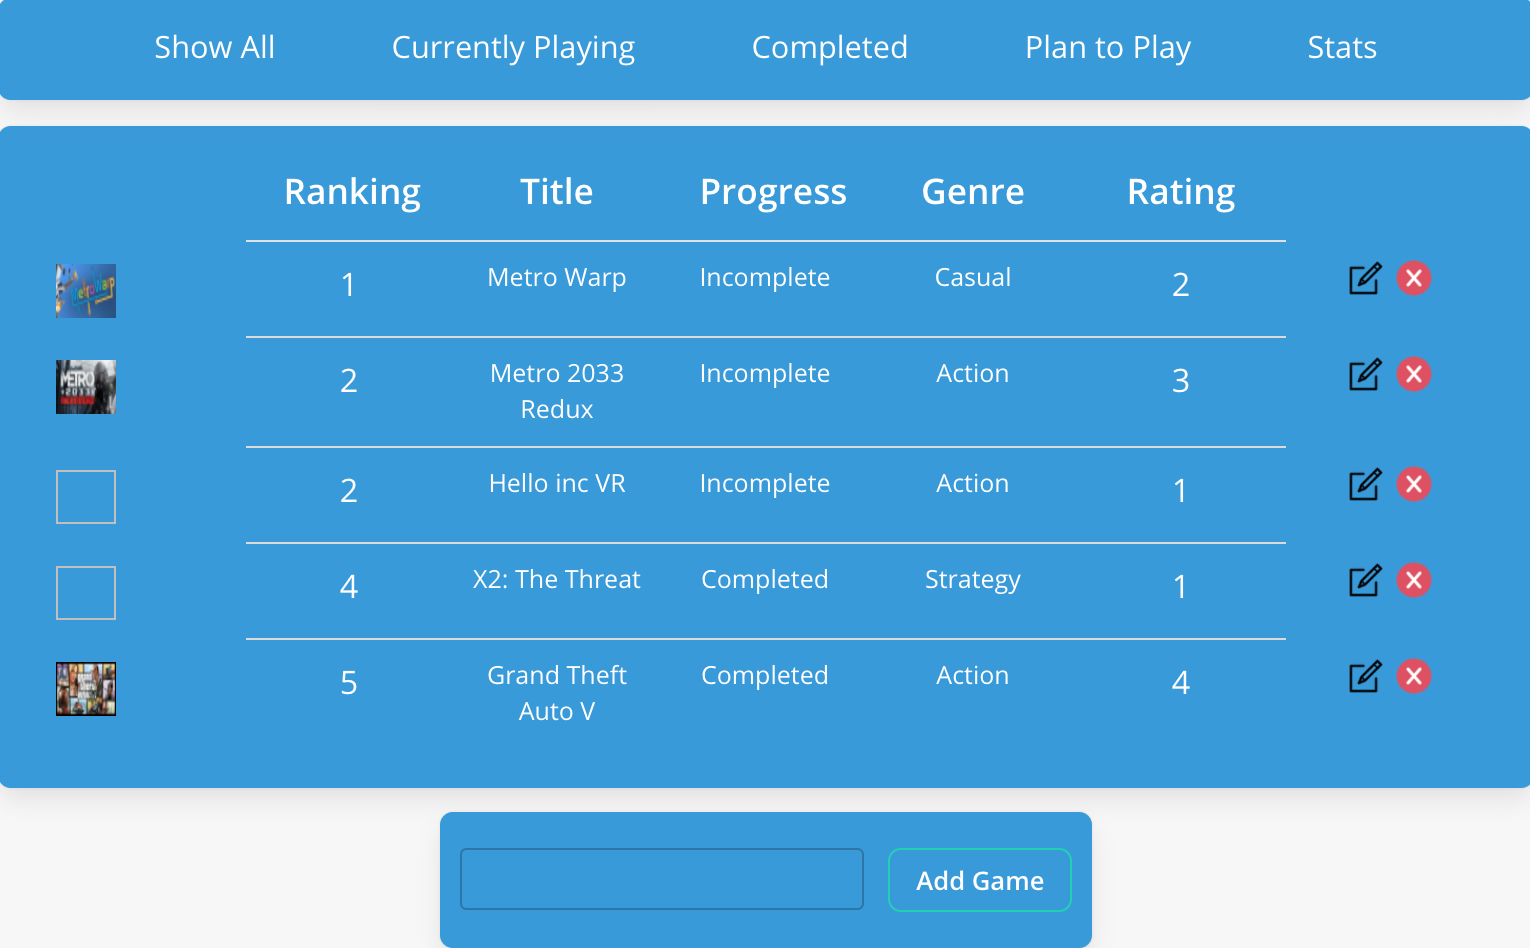 Show All Currently Playing Completed Plan to Play Stats
Ranking Title Progress Genre Rating
1 Metro Warp Incomplete Casual 2
2 Metro 2033 Incomplete Action 3
Redux
2 Hello inc VR Incomplete Action 1
4 X2: The Threat Completed Strategy 1
5 Grand Theft Completed Action 4
Auto V
Add Game